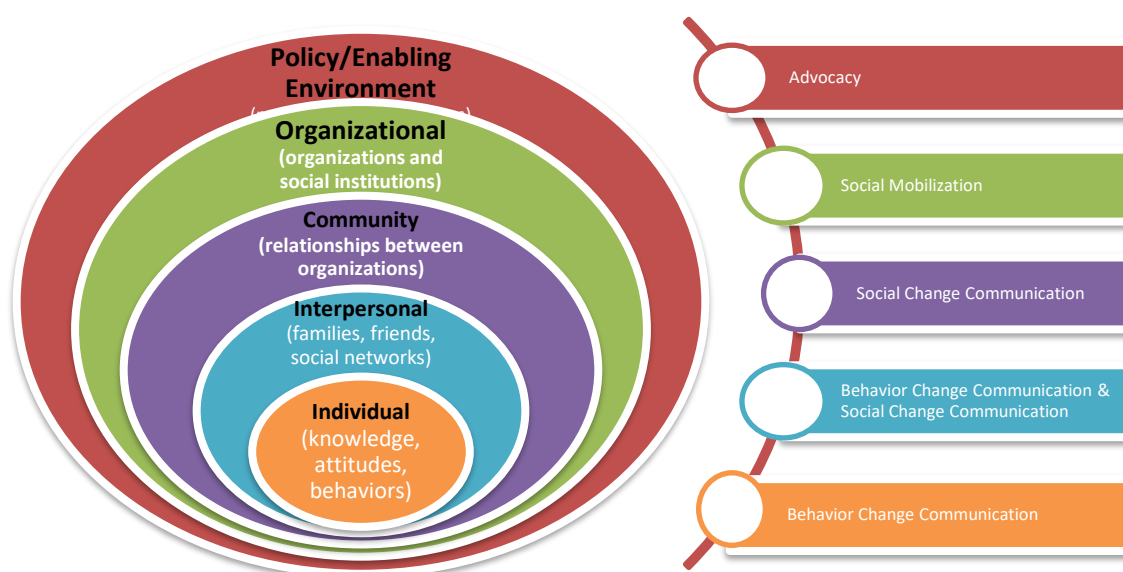 Policy/Enabling
Environment
Organizational
(organizations and
social institutions)
Community
(relationships between
organizations)
Interpersonal
(families, friends,
social networks)
Individual
(knowledge,
attitudes,
behaviors)
Advocacy
Social Mobilization
Social Change Communication
Behavior Change Communication &
Social Change Communication
Behavior Change Communication